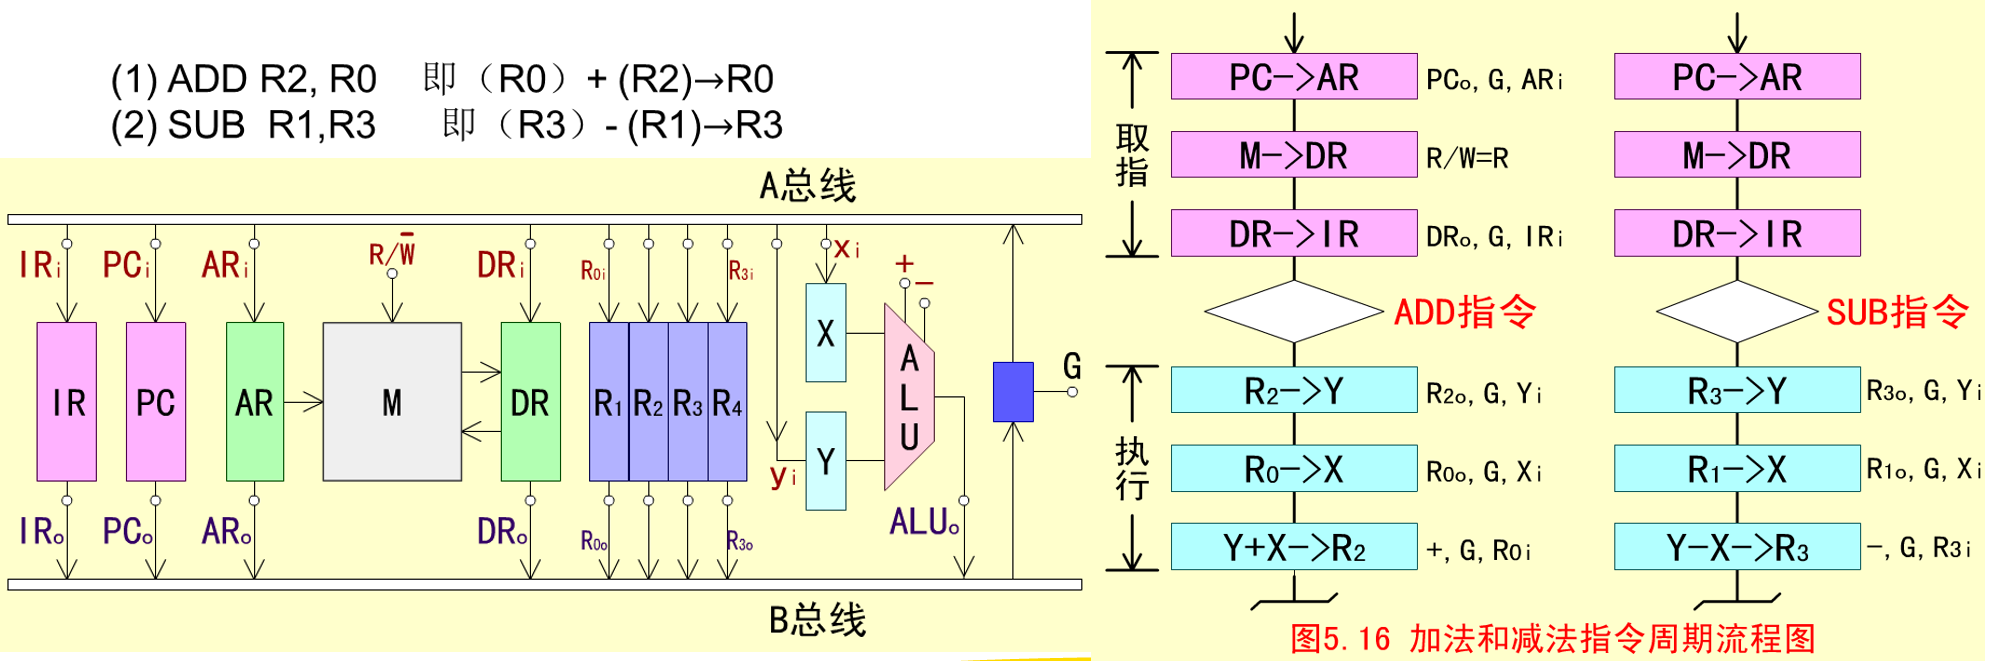 (1) ADD R2, R0 即（R0）+ (R2)→R0
(2) SUB R1,R3 即（R3）- (R1)→R3
A总线
IRi PCi ARi R/W̅ DRi R0i R3i Xi + −
IR PC AR M DR R1 R2 R3 R4 X Y ALU G
yi
IRo PCo ARo DRo R0o R3o ALUo
B总线
取指
PC->AR PCo, G, ARi
M->DR R/W=R
DR->IR DRo, G, IRi
ADD指令
执行
R2->Y R2o, G, Yi
R0->X R0o, G, Xi
Y+X->R2 +, G, R0i
PC->AR
M->DR
DR->IR
SUB指令
R3->Y R3o, G, Yi
R1->X R1o, G, Xi
Y-X->R3 -, G, R3i
图5.16 加法和减法指令周期流程图